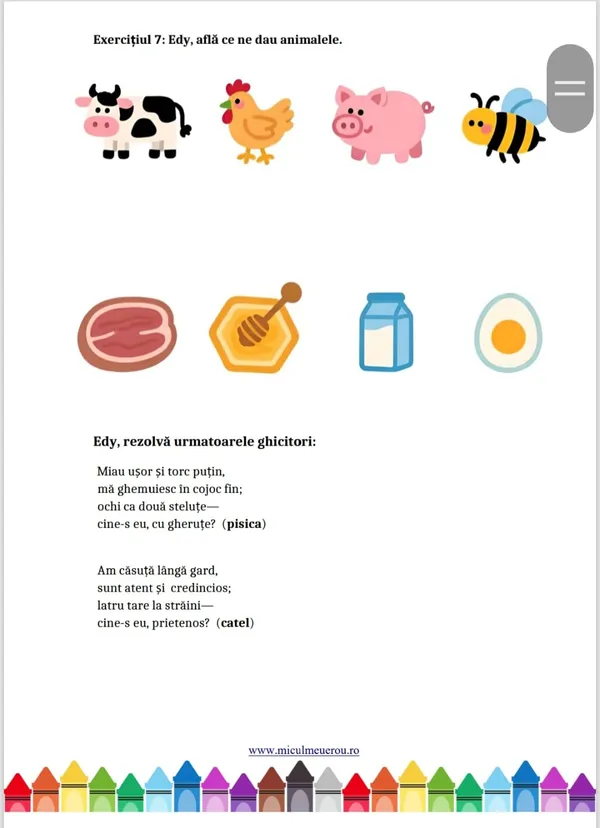 Exercițiul 7: Edy, află ce ne dau animalele.
Edy, rezolvă urmatoarele ghicitori:
Miau ușor și torc puțin,
mă ghemuiesc în cojoc fin;
ochi ca două steluțe—
cine-s eu, cu gheruțe? (pisica)
Am căsuță lângă gard,
sunt atent și credincios;
latru tare la străini—
cine-s eu, prietenos? (catel)
www.miculmeuerou.ro